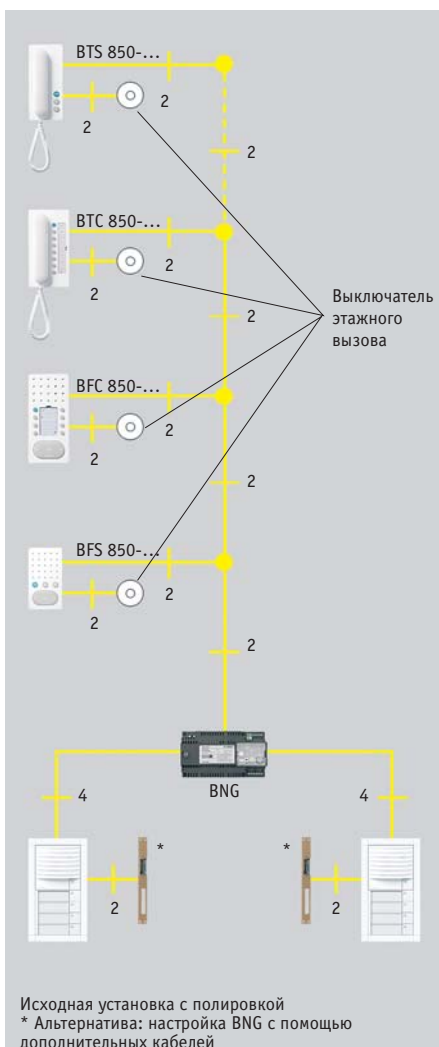 BTS 850-...
2
2
2
BTC 850-...
2
2
Выключатель
этажного
вызова
2
BFC 850-...
2
2
2
BFS 850-...
2
2
2
BNG
4
4
*
*
2
2
Исходная установка с полировкой
* Альтернатива: настройка BNG с помощью
дополнительных кабелей